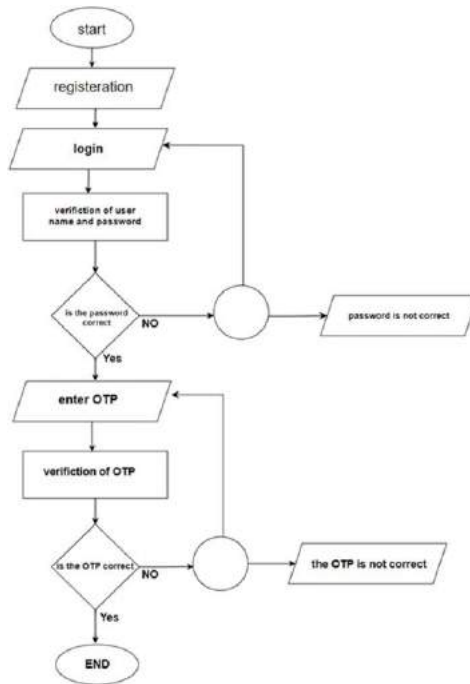 start
registeration
login
verifiction of user
name and password
is the password
correct
NO
password is not correct
Yes
enter OTP
verifiction of OTP
is the OTP correct
NO
the OTP is not correct
Yes
END